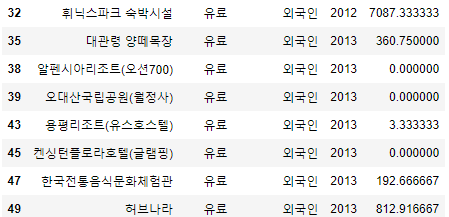 32 휘닉스파크 숙박시설 유료 외국인 2012 7087.333333
35 대관령 양떼목장 유료 외국인 2013 360.750000
38 알펜시아리조트(오션700) 유료 외국인 2013 0.000000
39 오대산국립공원(월정사) 유료 외국인 2013 0.000000
43 용평리조트(유스호스텔) 유료 외국인 2013 3.333333
45 켄싱턴플로라호텔(글램핑) 유료 외국인 2013 0.000000
47 한국전통음식문화체험관 유료 외국인 2013 192.666667
49 허브나라 유료 외국인 2013 812.916667